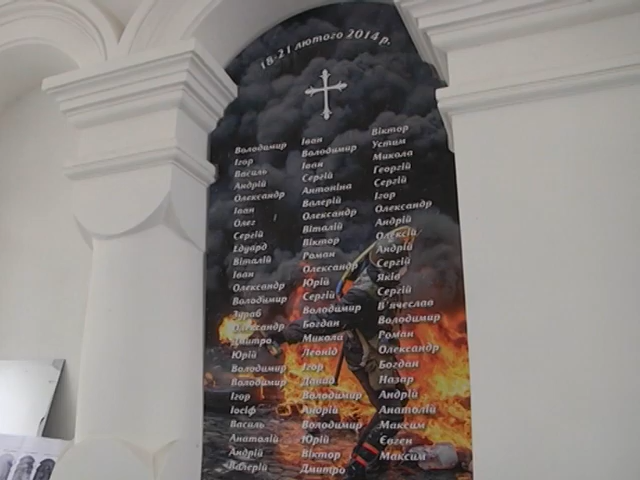 18-21 лютого 2014 р.
Володимир
Ігор
Василь
Андрій
Олександр
Іван
Олег
Сергій
Едуард
Віталій
Іван
Олександр
Володимир
Зураб
Олександр
Дмитро
Юрій
Володимир
Володимир
Ігор
Іосіф
Василь
Анатолій
Андрій
Валерій
Іван
Володимир
Іван
Сергій
Антоніна
Валерій
Олександр
Віталій
Віктор
Роман
Олександр
Юрій
Сергій
Володимир
Богдан
Микола
Леонід
Ігор
Давид
Володимир
Андрій
Володимир
Юрій
Віктор
Дмитро
Віктор
Устим
Микола
Георгій
Сергій
Ігор
Олександр
Андрій
Олексій
Андрій
Сергій
Яків
Сергій
В'ячеслав
Володимир
Роман
Олександр
Богдан
Назар
Андрій
Анатолій
Максим
Євген
Максим